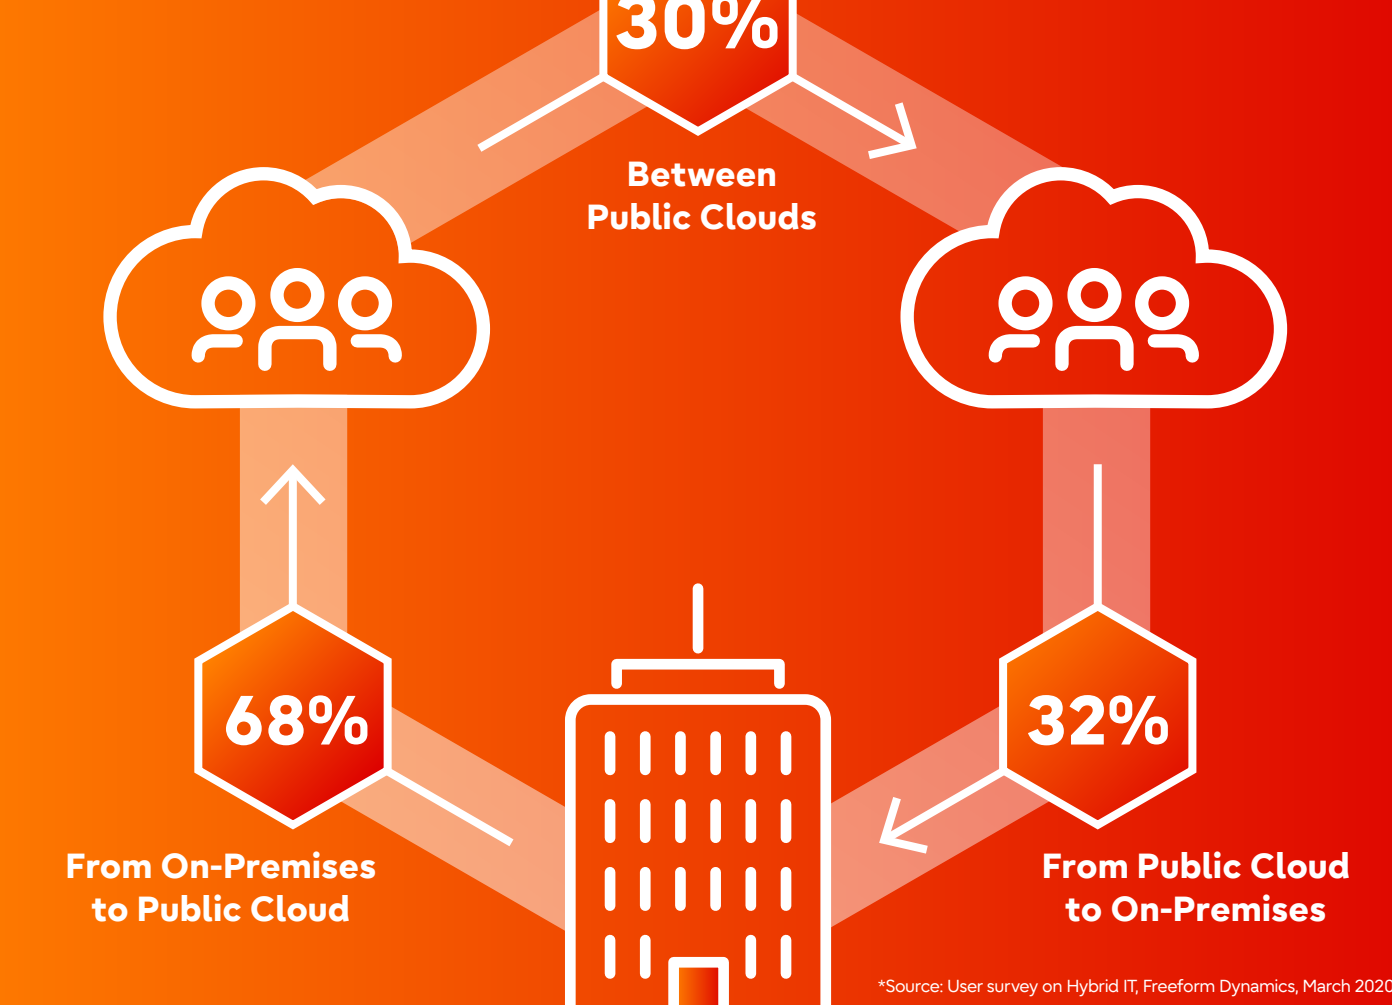 30%
Between
Public Clouds
68%
32%
From On-Premises
to Public Cloud
From Public Cloud
to On-Premises
*Source: User survey on Hybrid IT, Freeform Dynamics, March 2020